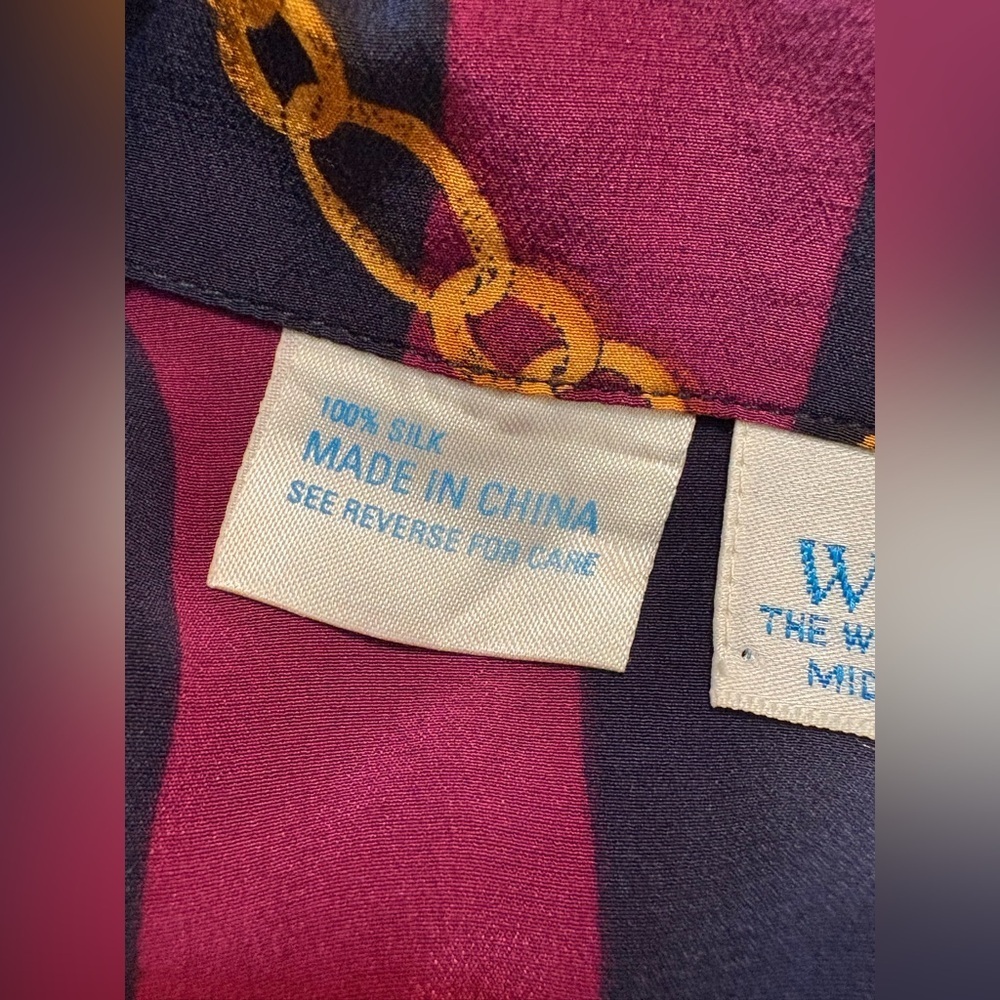 100% SILK
MADE IN CHINA
SEE REVERSE FOR CARE
W
THE W
MID